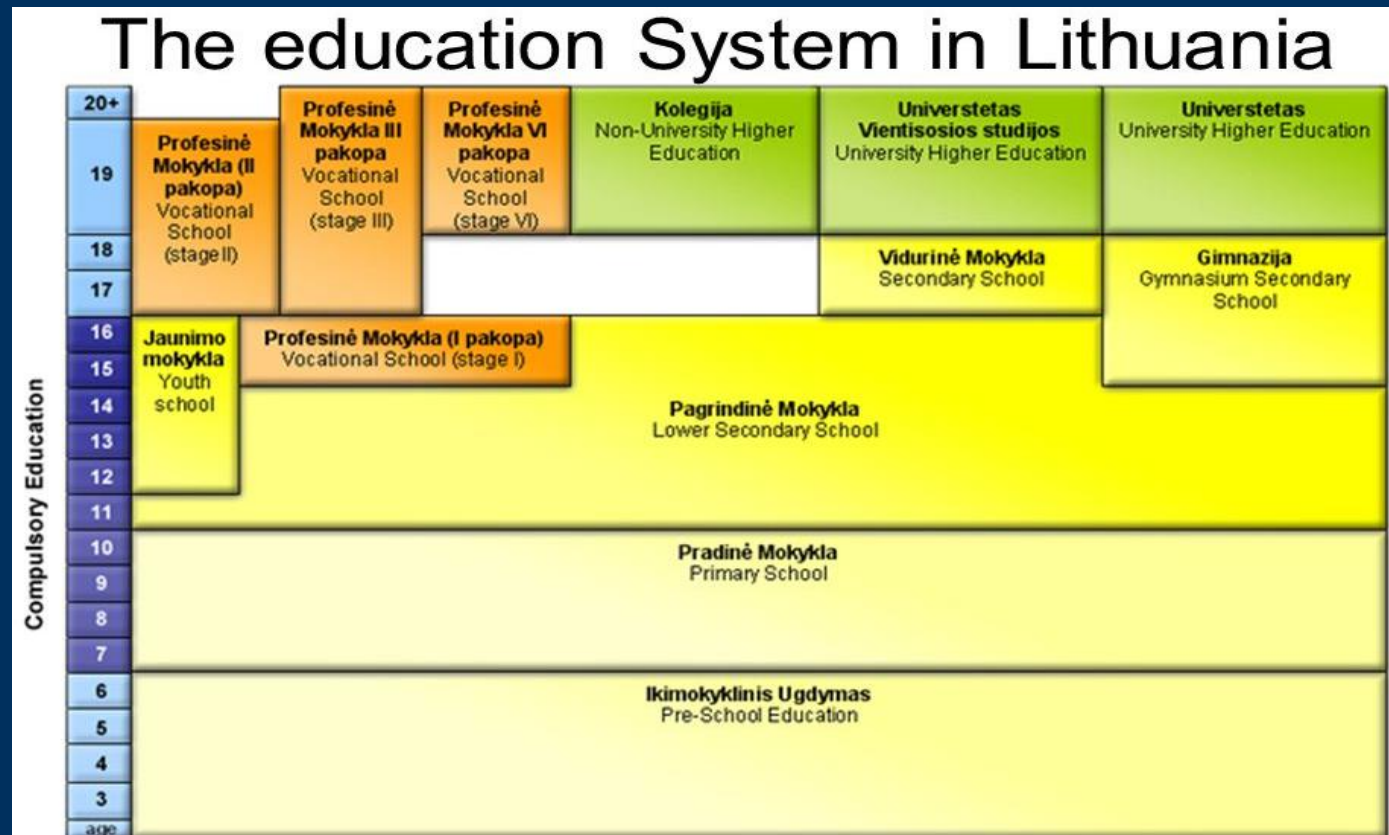 The education System in Lithuania
20+
19
18
17
16
15
14
13
12
11
10
9
8
7
6
5
4
3
age
Compulsory Education
Profesinė
Mokykla (II
pakopa)
Vocational
School
(stage II)
Profesinė
Mokykla III
pakopa
Vocational
School
(stage III)
Profesinė
Mokykla VI
pakopa
Vocational
School
(stage VI)
Kolegija
Non-University Higher
Education
Universtetas
Vientisosios studijos
University Higher Education
Universtetas
University Higher Education
Vidurinė Mokykla
Secondary School
Gimnazija
Gymnasium Secondary
School
Jaunimo
mokykla
Youth
school
Profesinė Mokykla (I pakopa)
Vocational School (stage I)
Pagrindinė Mokykla
Lower Secondary School
Pradinė Mokykla
Primary School
Ikimokyklinis Ugdymas
Pre-School Education